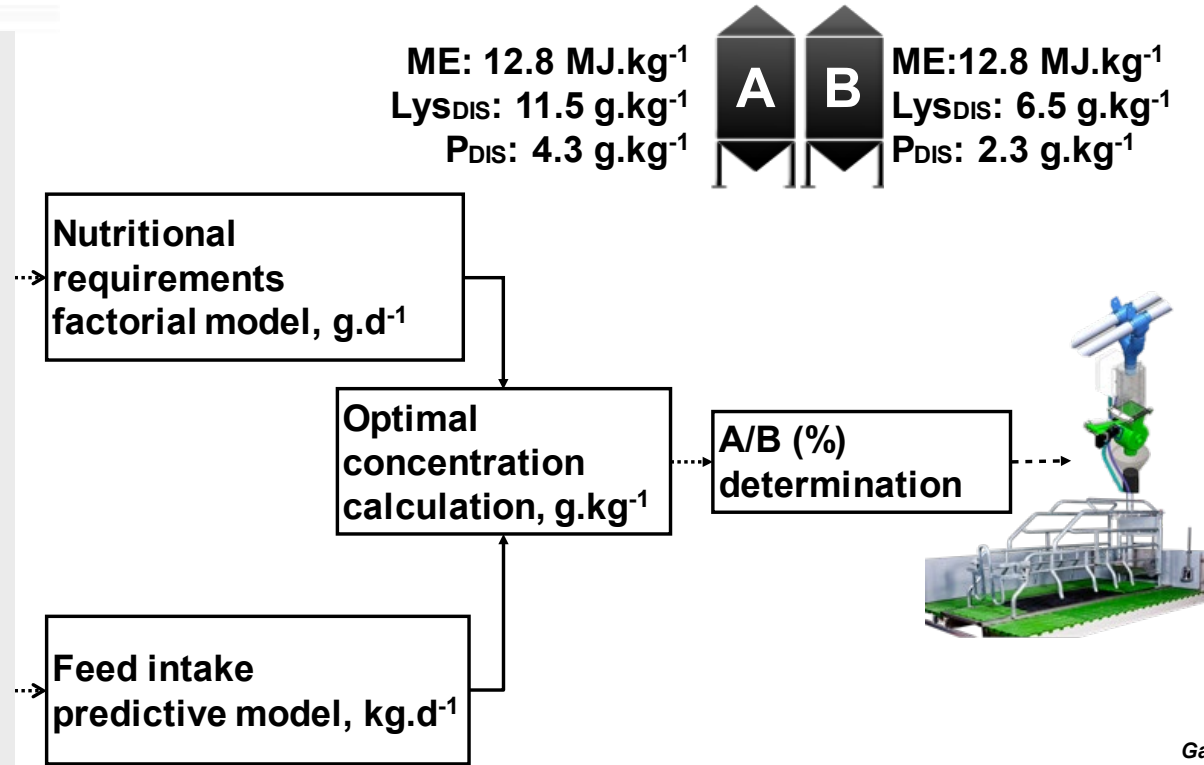 ME: 12.8 MJ.kg⁻¹
LysDIS: 11.5 g.kg⁻¹
PDIS: 4.3 g.kg⁻¹
A B
ME:12.8 MJ.kg⁻¹
LysDIS: 6.5 g.kg⁻¹
PDIS: 2.3 g.kg⁻¹
Nutritional
requirements
factorial model, g.d⁻¹
Optimal
concentration
calculation, g.kg⁻¹
A/B (%)
determination
Feed intake
predictive model, kg.d⁻¹